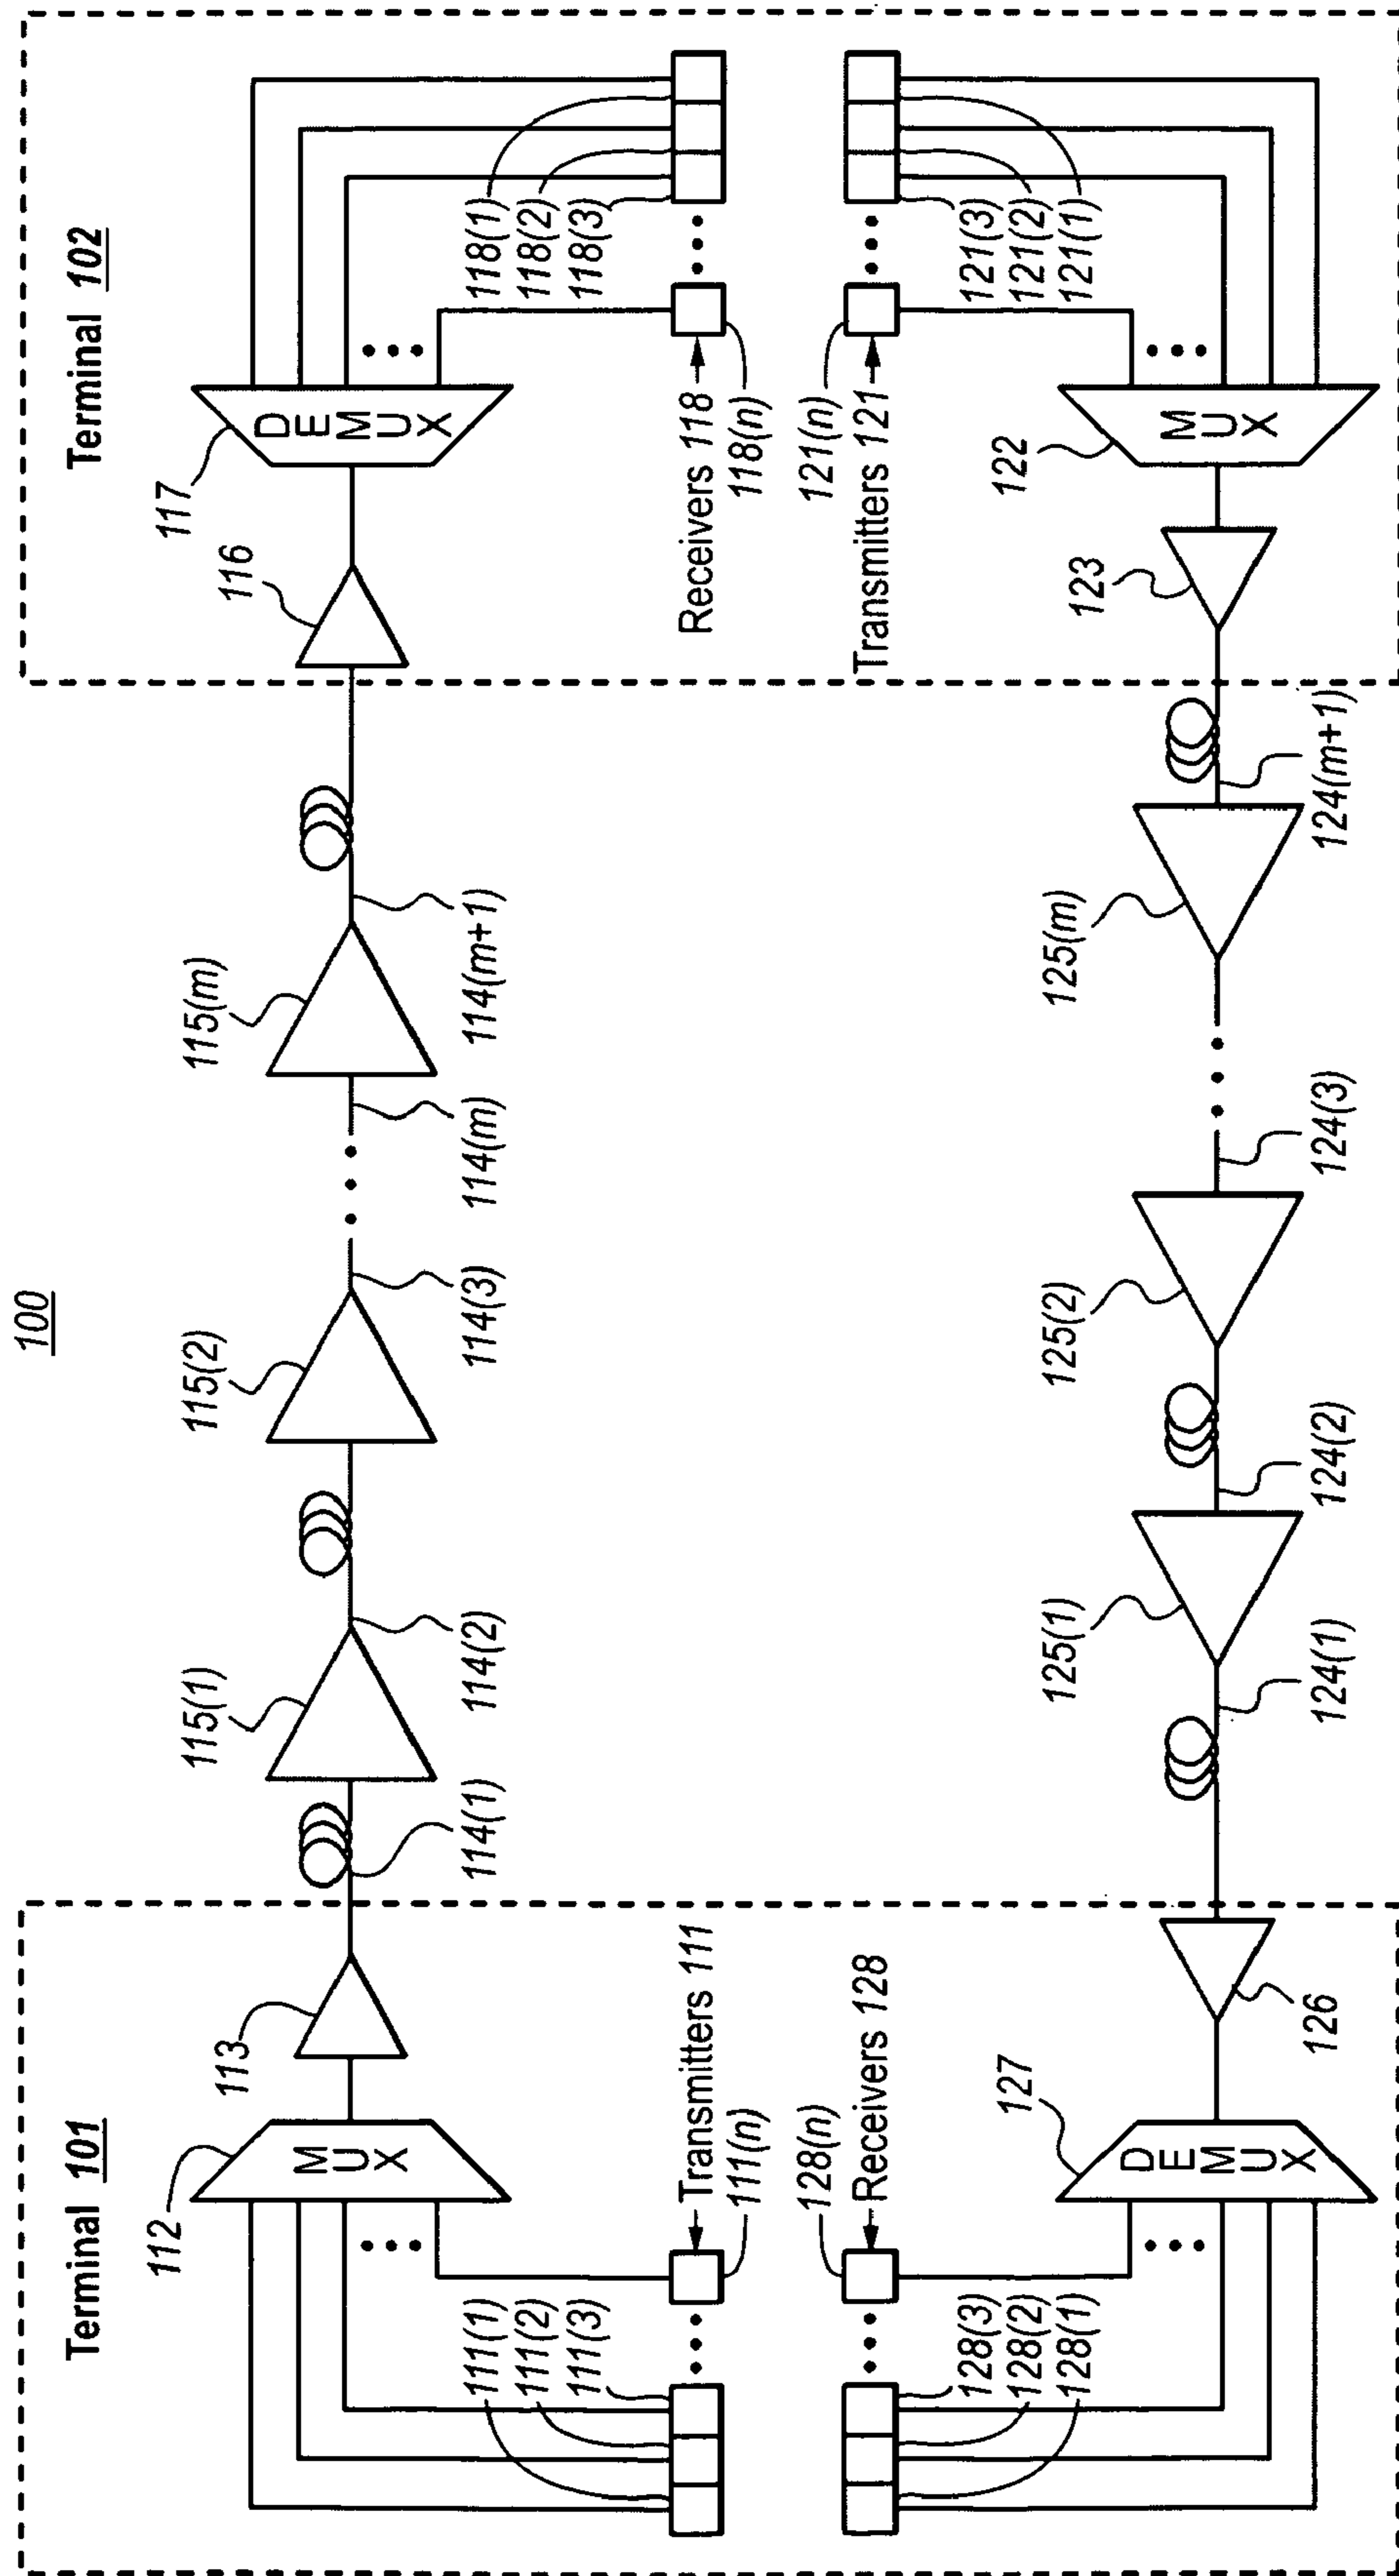 100
Terminal 101
112
MUX
113
111(1)
111(2)
111(3)
Transmitters 111
111(n)
128(n)
Receivers 128
128(3)
128(2)
128(1)
127
DEMUX
126
114(1)
115(1)
114(2)
115(2)
114(3)
114(m)
115(m)
114(m+1)
124(1)
125(1)
124(2)
125(2)
124(3)
125(m)
124(m+1)
Terminal 102
116
117
DEMUX
118(1)
118(2)
118(3)
Receivers 118
118(n)
121(n)
Transmitters 121
121(3)
121(2)
121(1)
122
MUX
123